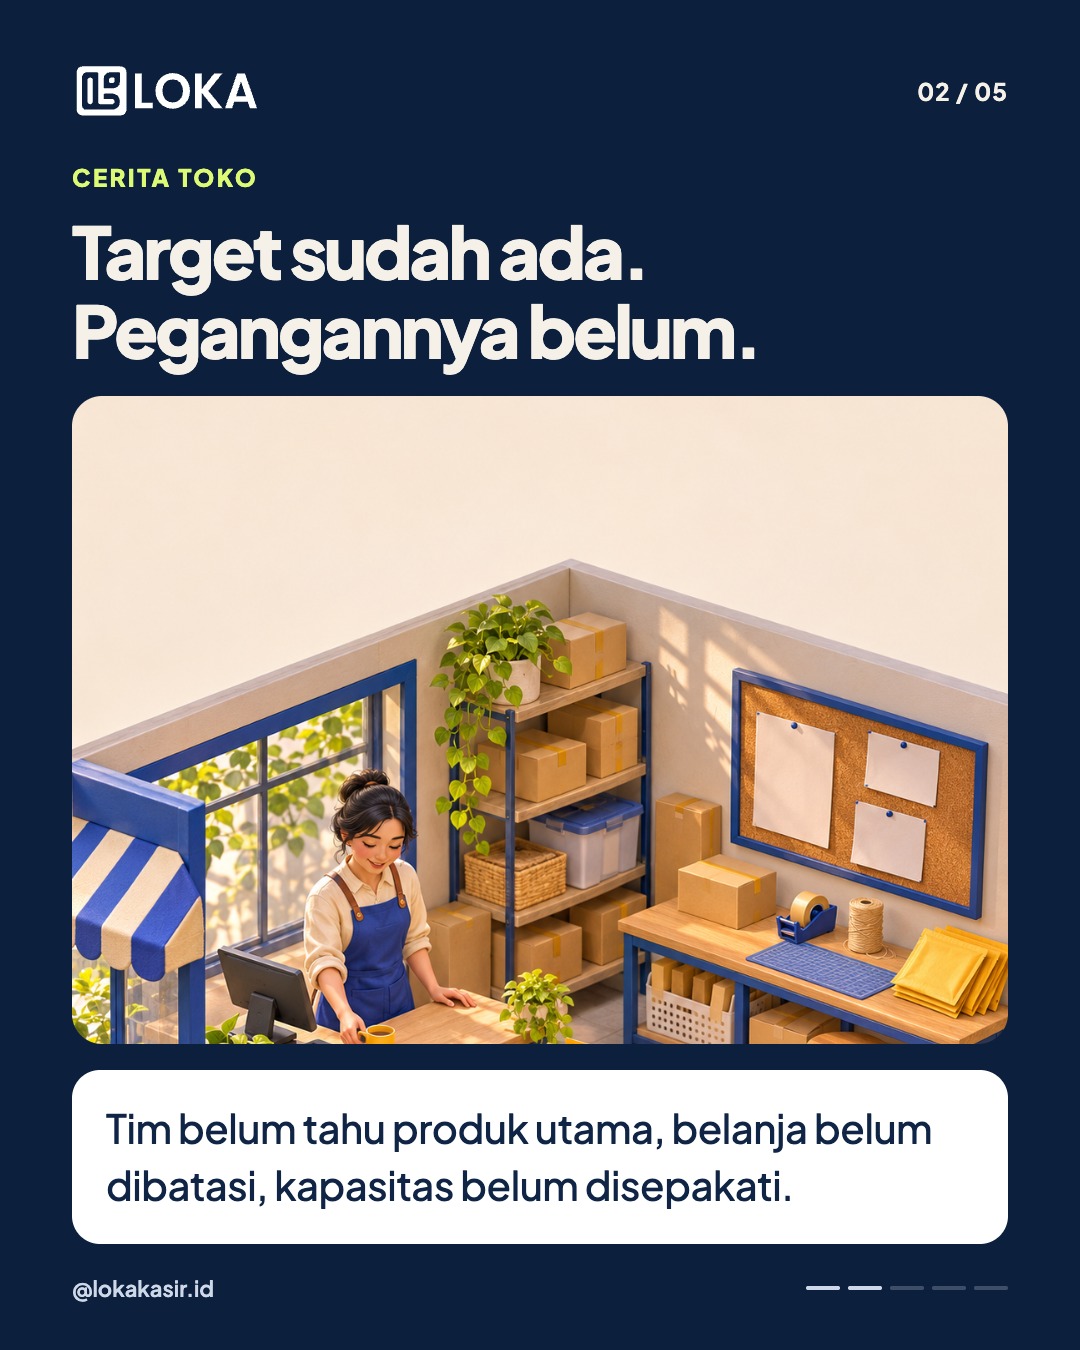 LOKA
02 / 05
CERITA TOKO
Target sudah ada.
Pegangannya belum.
Tim belum tahu produk utama, belanja belum
dibatasi, kapasitas belum disepakati.
@lokakasir.id